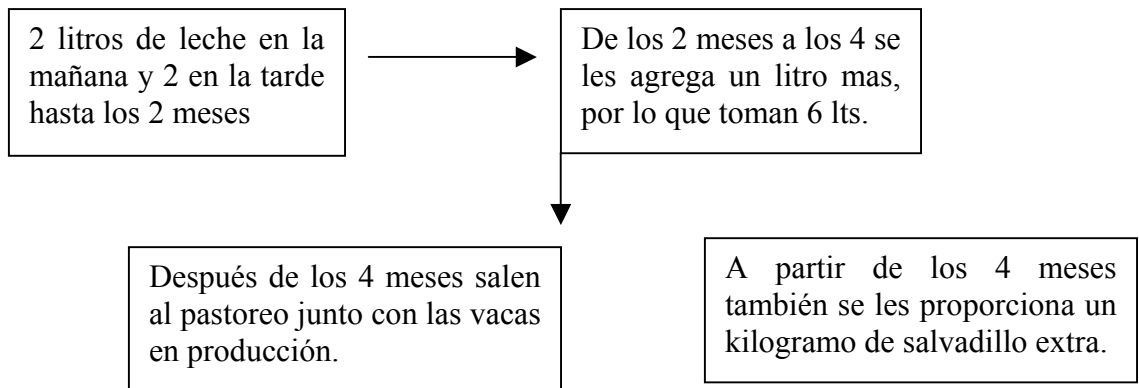 2 litros de leche en la
mañana y 2 en la tarde
hasta los 2 meses
De los 2 meses a los 4 se
les agrega un litro mas,
por lo que toman 6 lts.
Después de los 4 meses salen
al pastoreo junto con las vacas
en producción.
A partir de los 4 meses
también se les proporciona un
kilogramo de salvadillo extra.